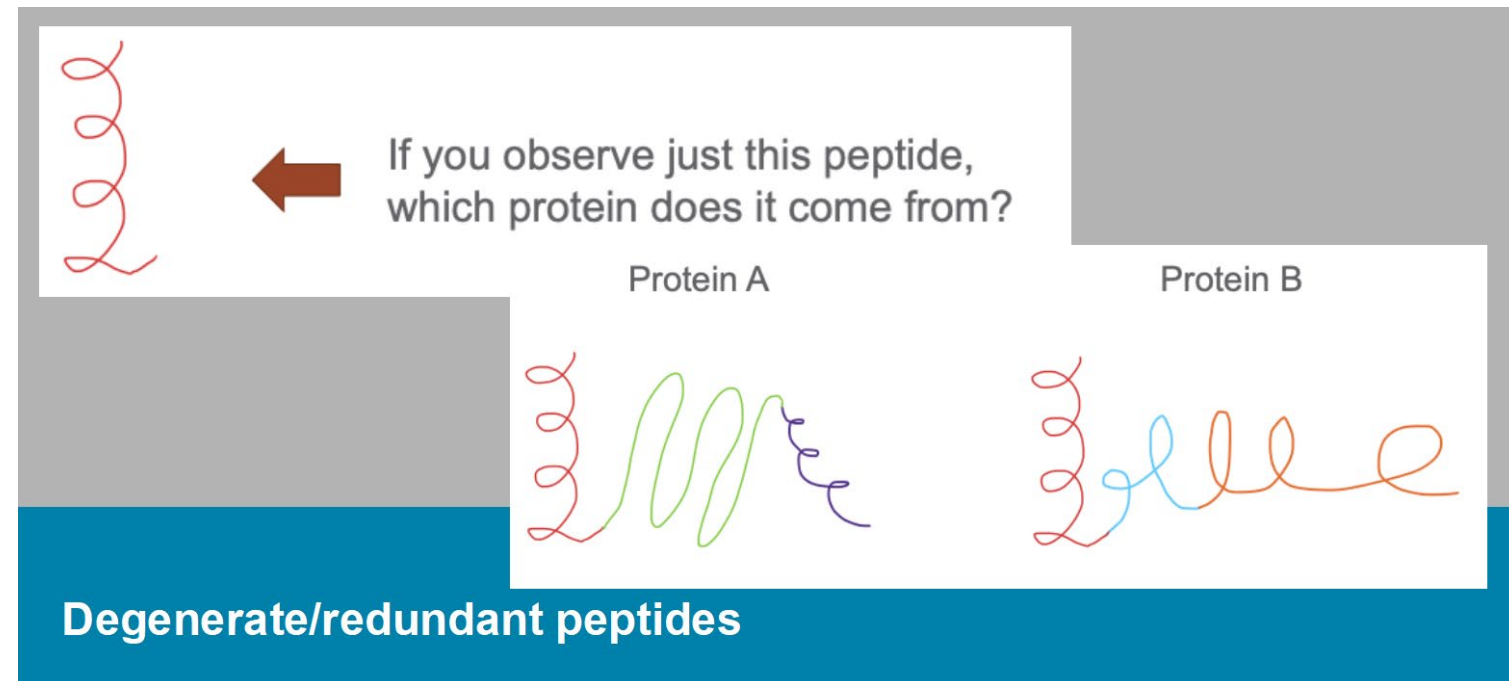 If you observe just this peptide,
which protein does it come from?
Protein A
Protein B
Degenerate/redundant peptides